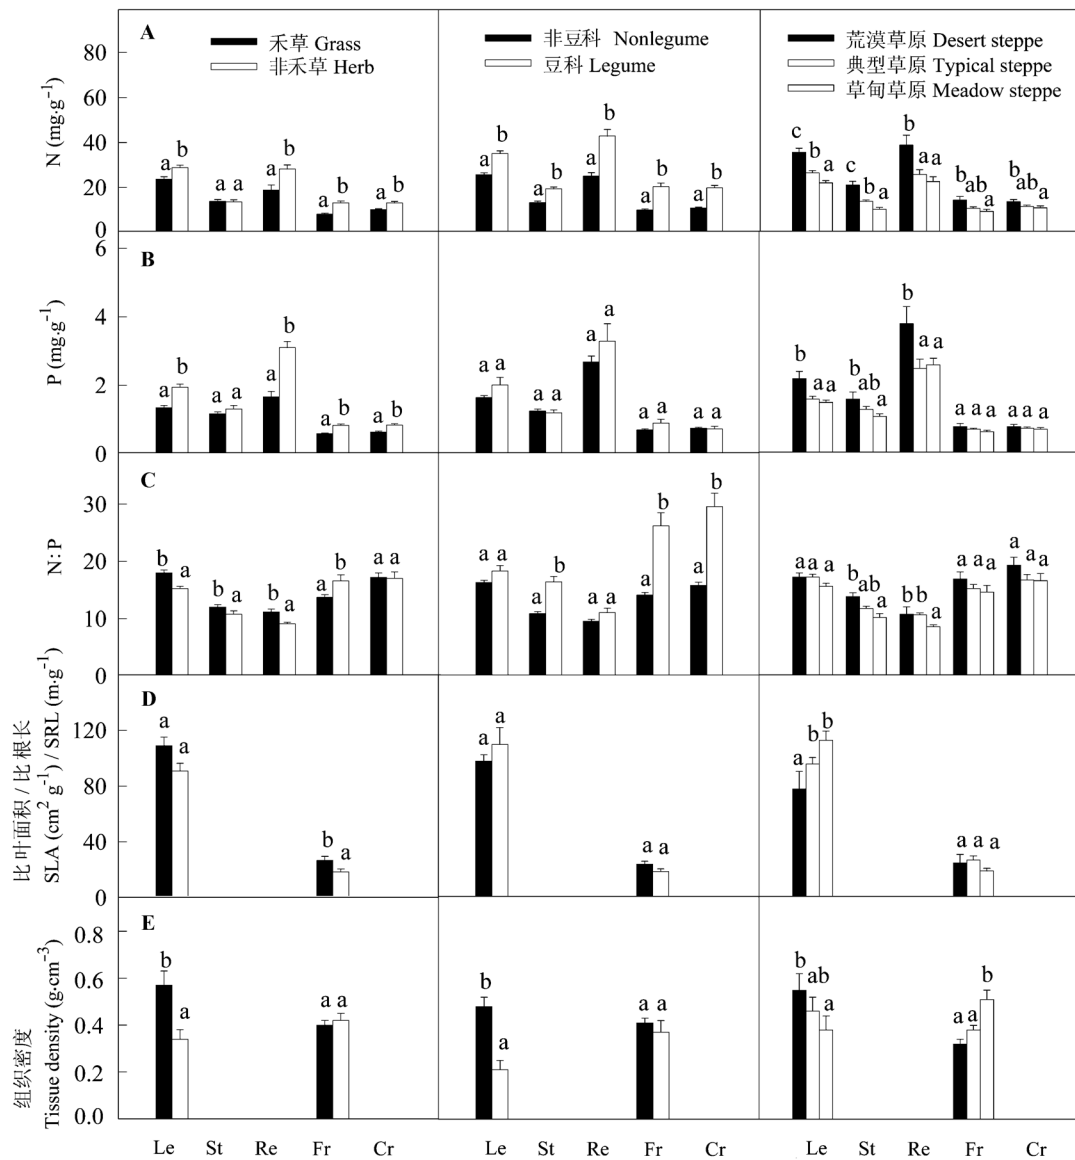 A
禾草 Grass
非禾草 Herb
非豆科 Nonlegume
豆科 Legume
荒漠草原 Desert steppe
典型草原 Typical steppe
草甸草原 Meadow steppe
N (mg·g⁻¹)
80
60
40
20
0
a b a a a b a b a b
a b a b a b a b a b
c b a c b a b a a b ab a b ab a
B
P (mg·g⁻¹)
6
4
2
0
a b a a a b a b a b
a a a a a a a a a a
b a a b ab a b a a a a a a a a
C
N:P
30
20
10
0
b a b a b a a b a a
a a a b a a a b a b
a a a b ab a b b a a a a a a a
D
比叶面积 / 比根长
SLA (cm² g⁻¹) / SRL (m·g⁻¹)
120
80
40
0
a a b a
a a a a
a b b a a a
E
组织密度
Tissue density (g·cm⁻³)
0.8
0.6
0.4
0.2
0.0
b a a a
b a a a
b ab a a a b
Le St Re Fr Cr
Le St Re Fr Cr
Le St Re Fr Cr